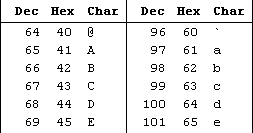 Dec Hex Char Dec Hex Char
64 40 @ 96 60 `
65 41 A 97 61 a
66 42 B 98 62 b
67 43 C 99 63 c
68 44 D 100 64 d
69 45 E 101 65 e